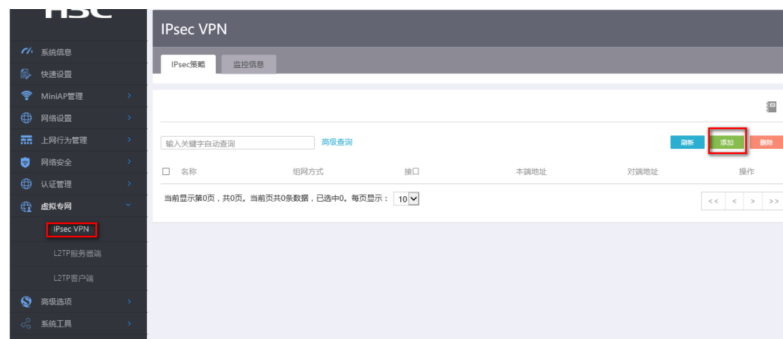 H3C
IPsec VPN
系统信息
IPsec策略 监控信息
快速设置
MiniAP管理
网络设置
上网行为管理
输入关键字自动查询 高级查询 刷新 添加 删除
网络安全
名称 组网方式 接口 本端地址 对端地址 操作
认证管理
当前显示第0页，共0页。当前页共0条数据，已选中0。每页显示： 10
<< < > >>
虚拟专网
IPsec VPN
L2TP服务器端
L2TP客户端
高级选项
系统工具